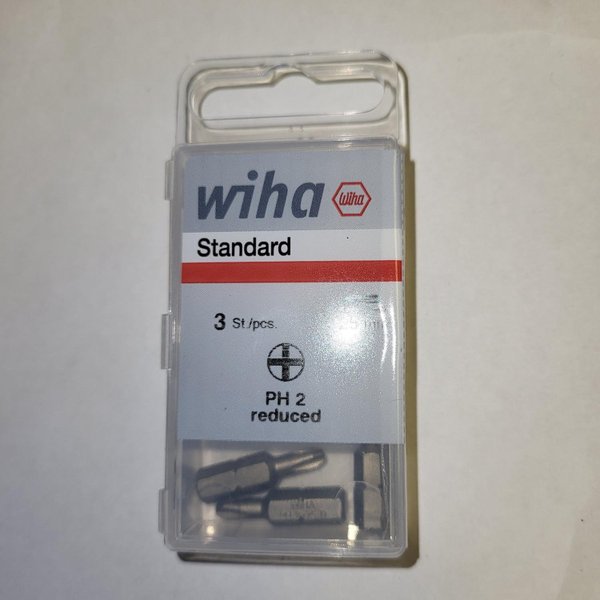 wiha wiha
Standard
3 St./pcs.
PH 2
reduced